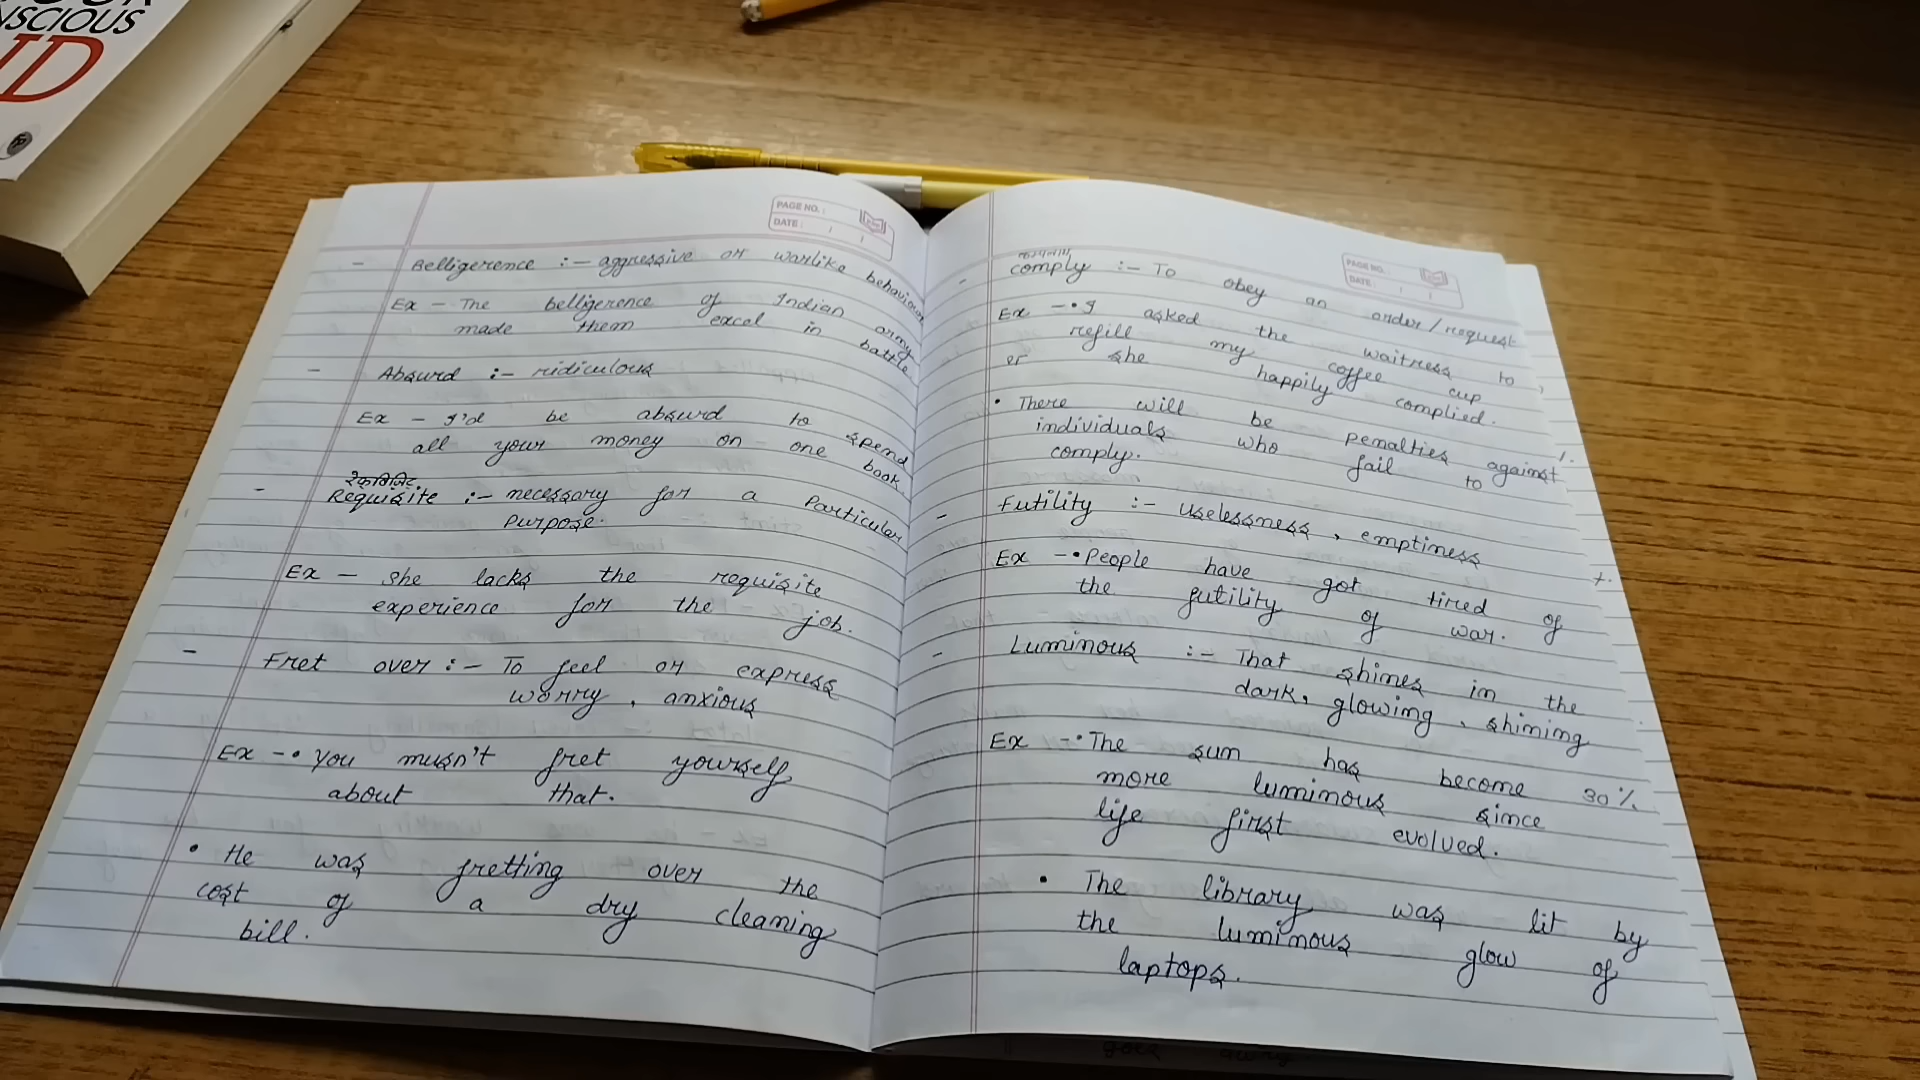 SCIOUS
PAGE NO. :
DATE : / /
- Belligerence :- aggressive or warlike behaviour
Ex - The belligerence of Indian army
made them excel in battle
- Absurd :- ridiculous
Ex - I'd be absurd to spend
all your money on one book.
- Requisite :- necessary for a Particular
Purpose.
Ex - she lacks the requisite
experience for the job.
- Fret over :- To feel or express
worry, anxious
Ex - • you musn't fret yourself
about that.
• He was fretting over the
cost of a dry cleaning
bill.
PAGE NO. :
DATE : / /
- comply :- To obey an order/request
Ex - • I asked the waitress to
refill my coffee cup
she happily complied.
• There will be penalties against
individuals who fail to
comply.
- Futility :- uselessness, emptiness
Ex - • People have got tired of
the futility of war.
- Luminous :- That shines in the
dark, glowing, shining
Ex - • The sun has become 30%
more luminous since
life first evolved.
• The library was lit by
the luminous glow of
laptops.